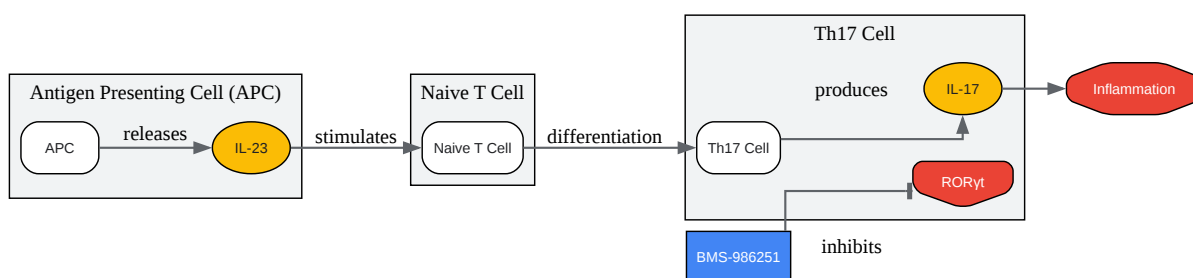 Antigen Presenting Cell (APC)
APC
releases
IL-23
stimulates
Naive T Cell
Naive T Cell
differentiation
Th17 Cell
Th17 Cell
produces
IL-17
Inflammation
RORγt
BMS-986251
inhibits